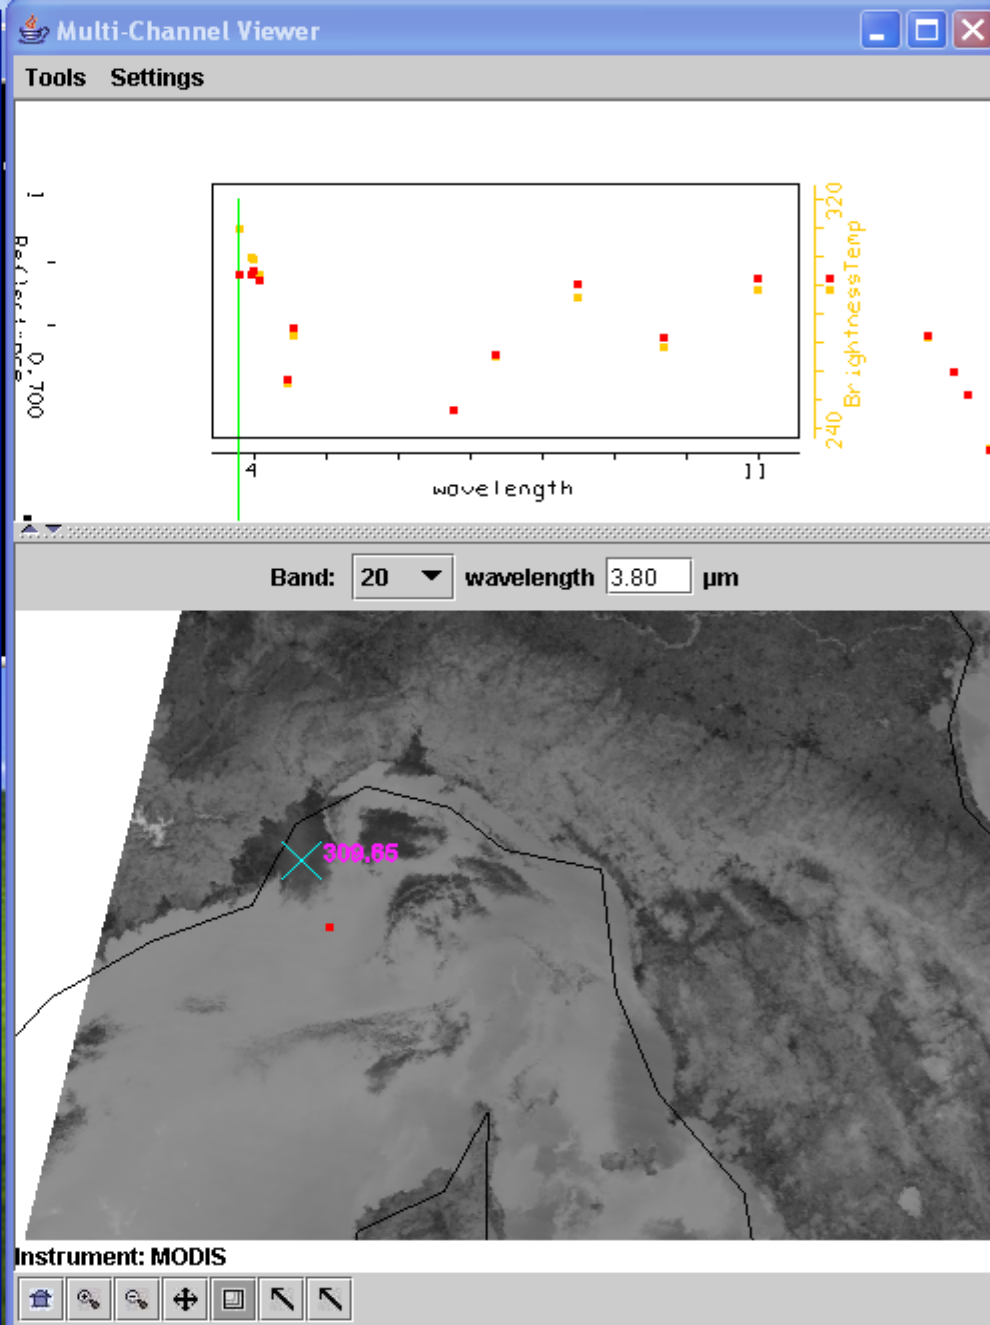 Multi-Channel Viewer
Tools Settings
1
0.700
320
BrightnessTemp
240
4
11
wavelength
Band: 20 wavelength 3.80 µm
309.65
Instrument: MODIS